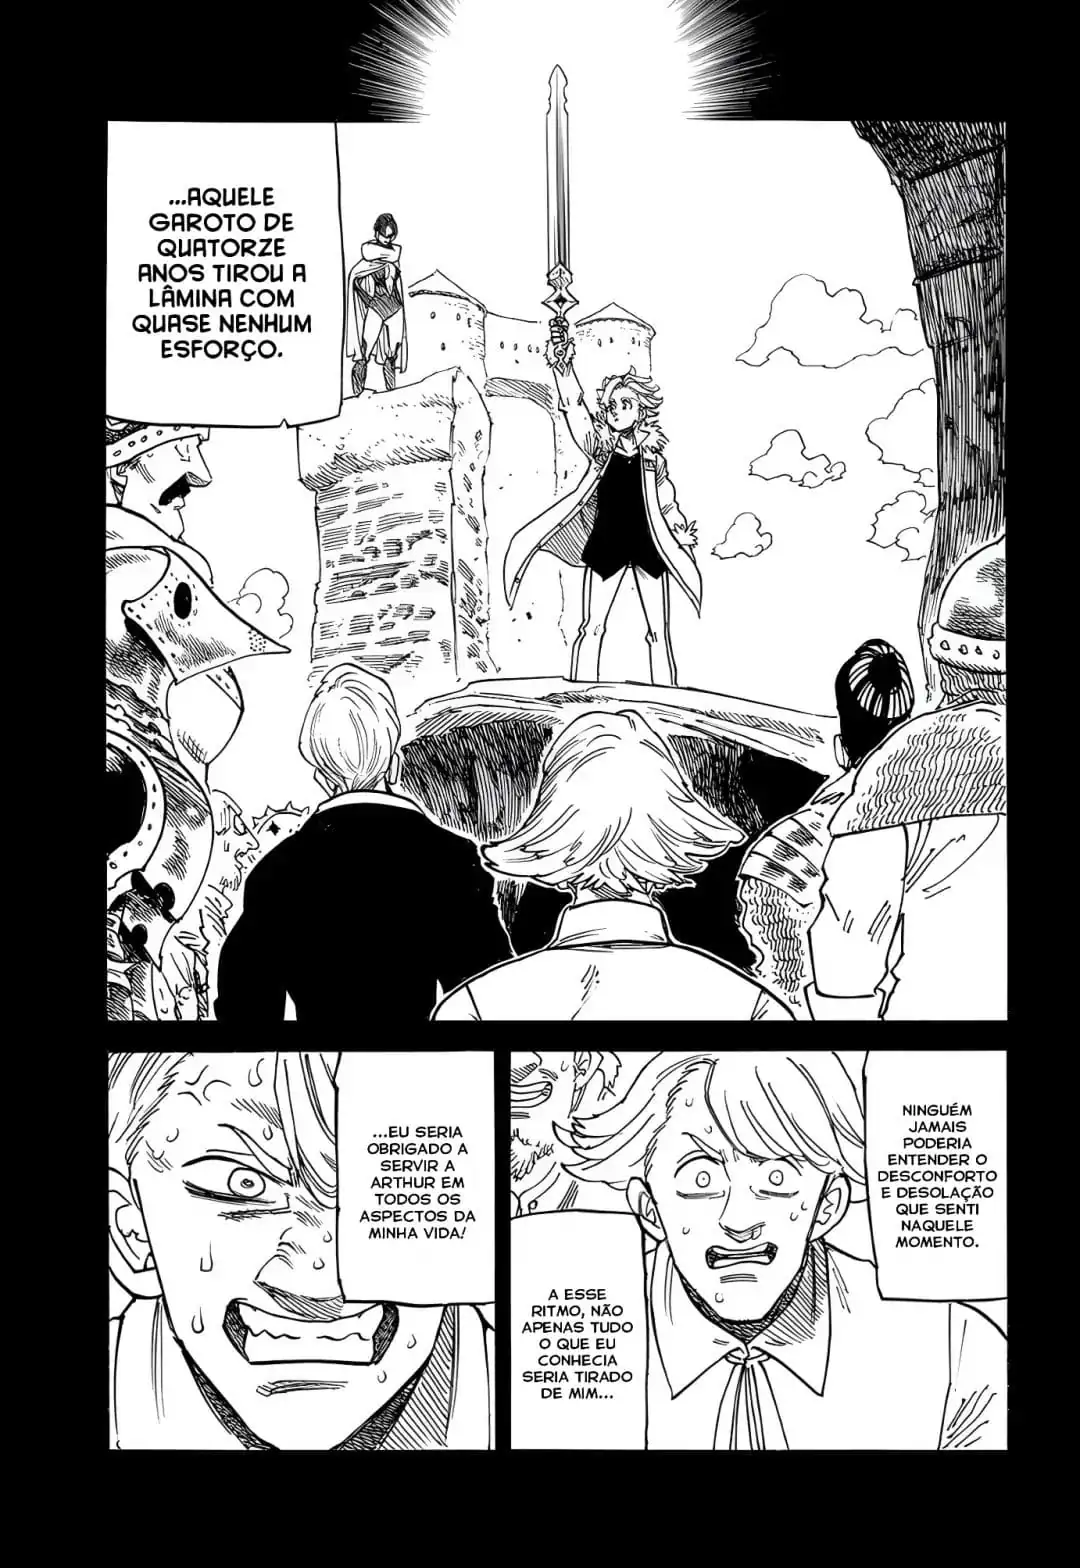 ...AQUELE
GAROTO DE
QUATORZE
ANOS TIROU A
LÂMINA COM
QUASE NENHUM
ESFORÇO.
NINGUÉM
JAMAIS
PODERIA
ENTENDER O
DESCONFORTO
E DESOLAÇÃO
QUE SENTI
NAQUELE
MOMENTO.
A ESSE
RITMO, NÃO
APENAS TUDO
O QUE EU
CONHECIA
SERIA TIRADO
DE MIM...
...EU SERIA
OBRIGADO A
SERVIR A
ARTHUR EM
TODOS OS
ASPECTOS DA
MINHA VIDA!